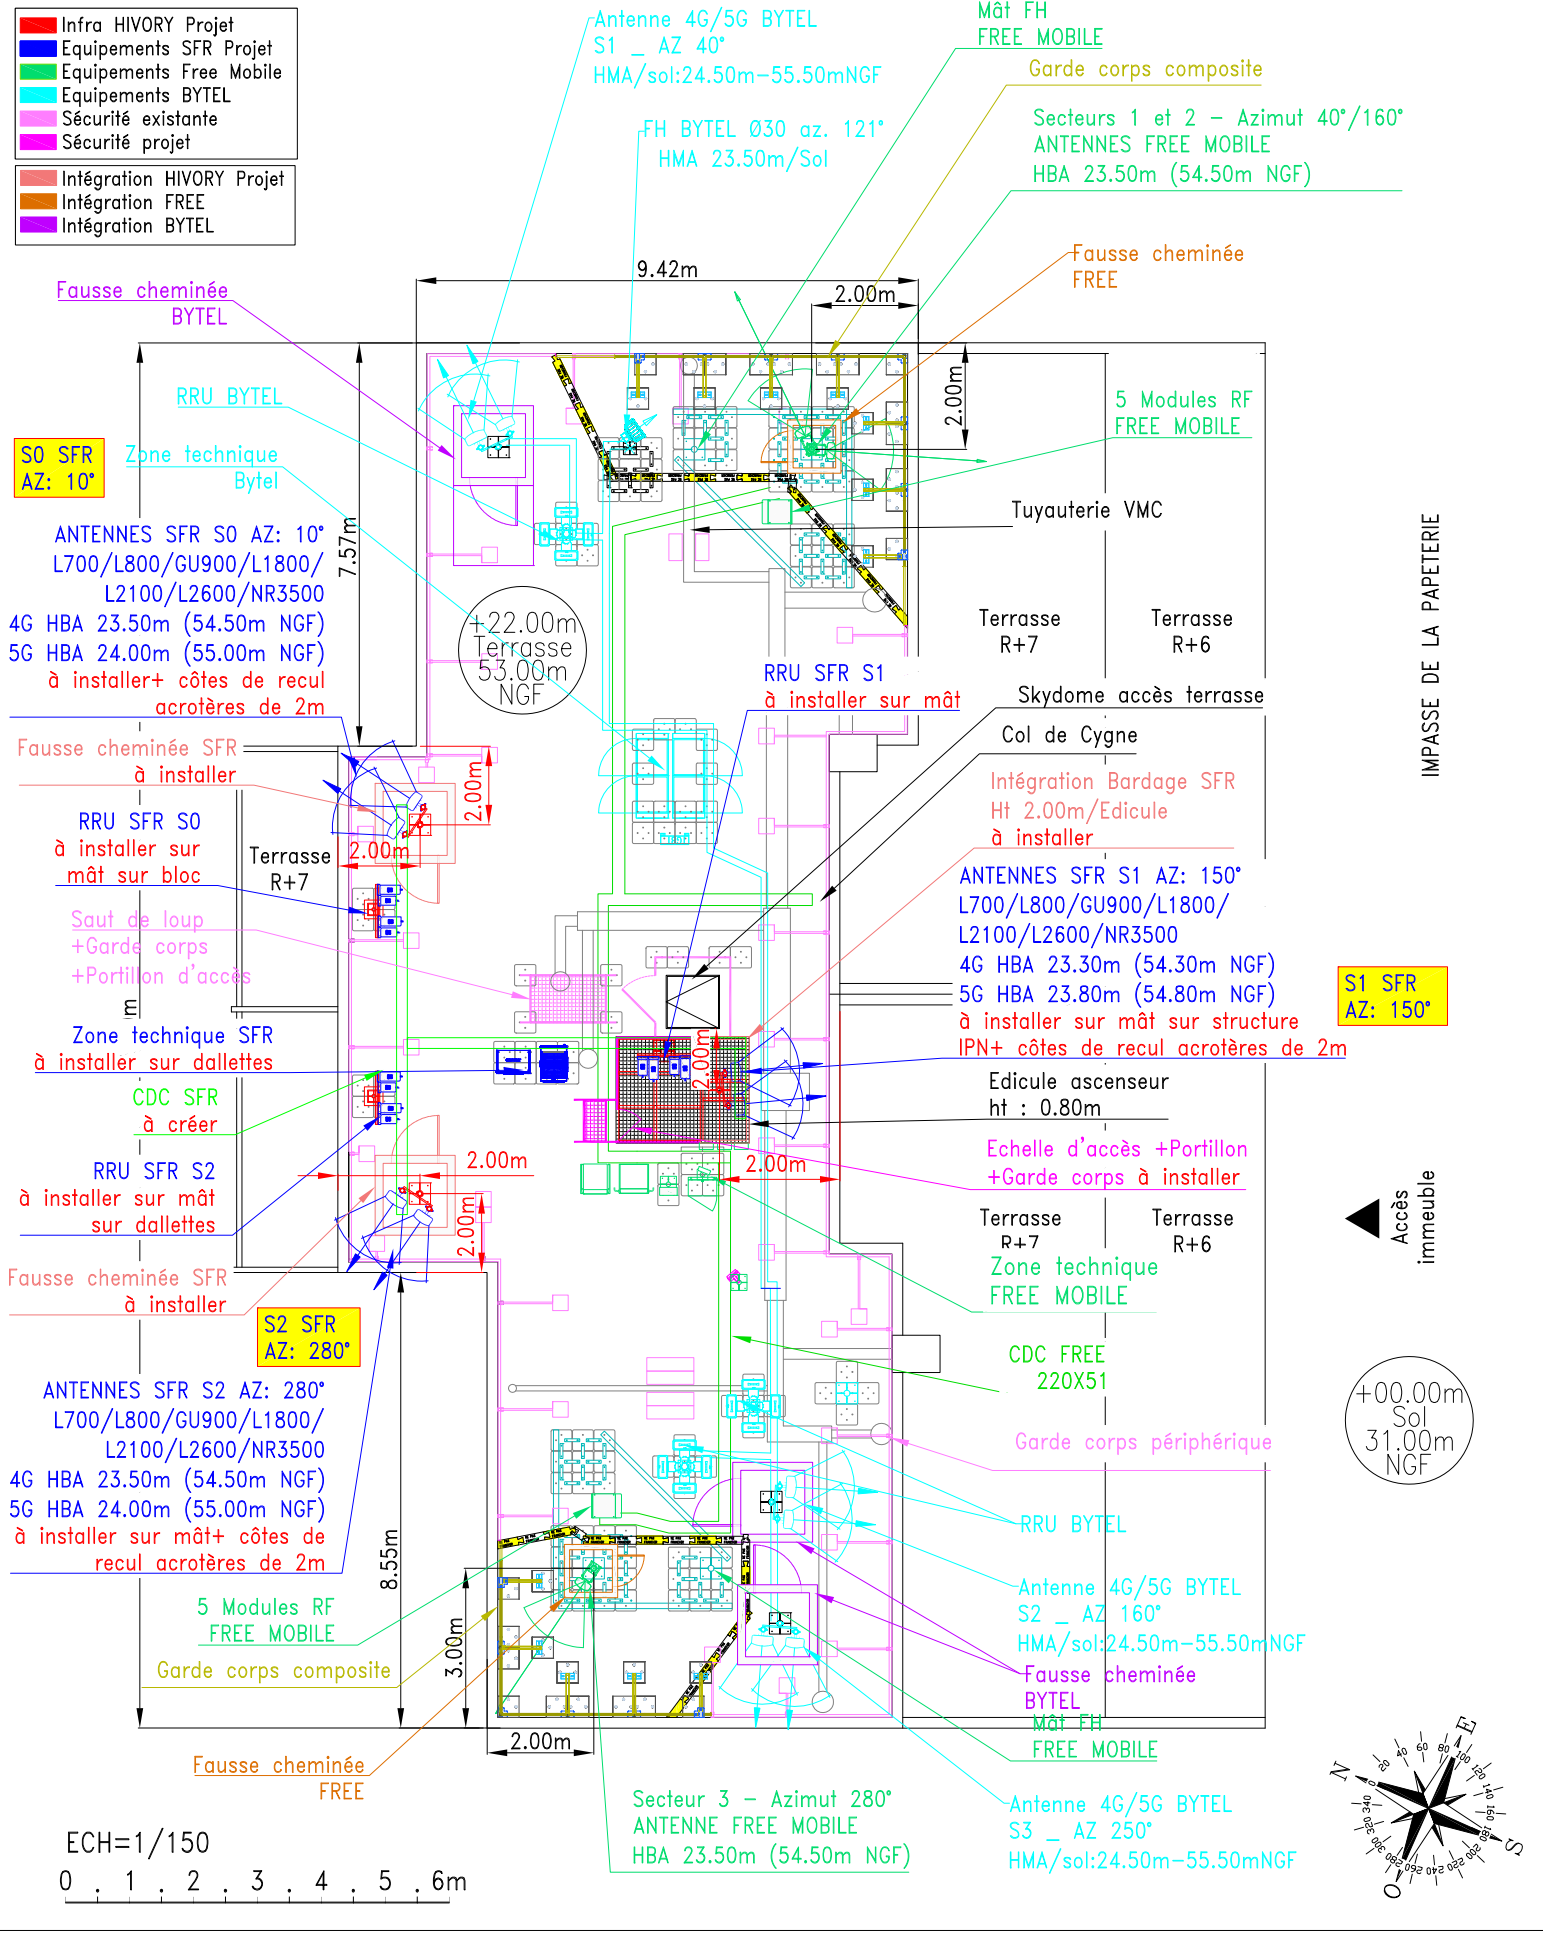 Infra HIVORY Projet
Equipements SFR Projet
Equipements Free Mobile
Equipements BYTEL
Sécurité existante
Sécurité projet
Intégration HIVORY Projet
Intégration FREE
Intégration BYTEL
Antenne 4G/5G BYTEL
S1 _ AZ 40°
HMA/sol:24.50m-55.50mNGF
FH BYTEL Ø30 az. 121°
HMA 23.50m/Sol
Mât FH
FREE MOBILE
Garde corps composite
Secteurs 1 et 2 - Azimut 40°/160°
ANTENNES FREE MOBILE
HBA 23.50m (54.50m NGF)
Fausse cheminée
FREE
Fausse cheminée
BYTEL
9.42m
2.00m
2.00m
7.57m
RRU BYTEL
Zone technique
Bytel
5 Modules RF
FREE MOBILE
S0 SFR
AZ: 10°
Tuyauterie VMC
ANTENNES SFR S0 AZ: 10°
L700/L800/GU900/L1800/
L2100/L2600/NR3500
4G HBA 23.50m (54.50m NGF)
5G HBA 24.00m (55.00m NGF)
à installer+ côtes de recul
acrotères de 2m
+22.00m
Terrasse
53.00m
NGF
Terrasse
R+7
Terrasse
R+6
IMPASSE DE LA PAPETERIE
RRU SFR S1
à installer sur mât
Skydome accès terrasse
Col de Cygne
Fausse cheminée SFR
à installer
2.00m
2.00m
Intégration Bardage SFR
Ht 2.00m/Edicule
à installer
RRU SFR S0
à installer sur
mât sur bloc
Terrasse
R+7
ANTENNES SFR S1 AZ: 150°
L700/L800/GU900/L1800/
L2100/L2600/NR3500
4G HBA 23.30m (54.30m NGF)
5G HBA 23.80m (54.80m NGF)
à installer sur mât sur structure
IPN+ côtes de recul acrotères de 2m
S1 SFR
AZ: 150°
Saut de loup
+Garde corps
+Portillon d'accès
m
Zone technique SFR
à installer sur dallettes
2.00m
Edicule ascenseur
ht : 0.80m
CDC SFR
à créer
Echelle d'accès +Portillon
+Garde corps à installer
RRU SFR S2
à installer sur mât
sur dallettes
2.00m
2.00m
2.00m
Accès
immeuble
Terrasse
R+7
Terrasse
R+6
Zone technique
FREE MOBILE
Fausse cheminée SFR
à installer
S2 SFR
AZ: 280°
CDC FREE
220X51
+00.00m
Sol
31.00m
NGF
ANTENNES SFR S2 AZ: 280°
L700/L800/GU900/L1800/
L2100/L2600/NR3500
4G HBA 23.50m (54.50m NGF)
5G HBA 24.00m (55.00m NGF)
à installer sur mât+ côtes de
recul acrotères de 2m
Garde corps périphérique
RRU BYTEL
8.55m
3.00m
5 Modules RF
FREE MOBILE
Garde corps composite
Antenne 4G/5G BYTEL
S2 _ AZ 160°
HMA/sol:24.50m-55.50mNGF
Fausse cheminée
BYTEL
Mât FH
FREE MOBILE
2.00m
Fausse cheminée
FREE
Secteur 3 - Azimut 280°
ANTENNE FREE MOBILE
HBA 23.50m (54.50m NGF)
Antenne 4G/5G BYTEL
S3 _ AZ 250°
HMA/sol:24.50m-55.50mNGF
N
E
S
O
0 20 40 60 80 100 120 140 160 180 200 220 240 260 280 300 320 340
ECH=1/150
0 . 1 . 2 . 3 . 4 . 5 . 6m